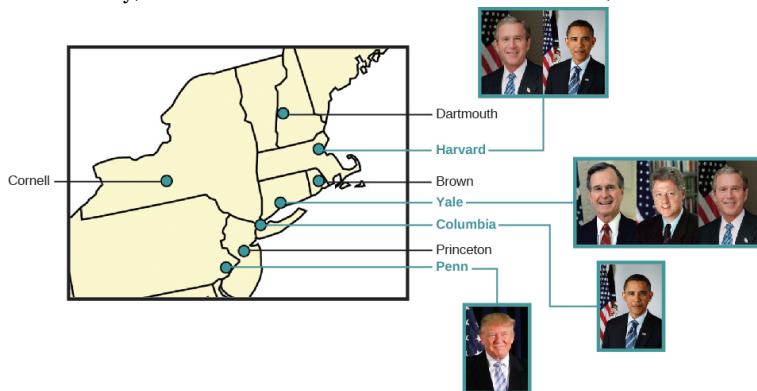 Dartmouth
Harvard
Cornell
Brown
Yale
Columbia
Princeton
Penn